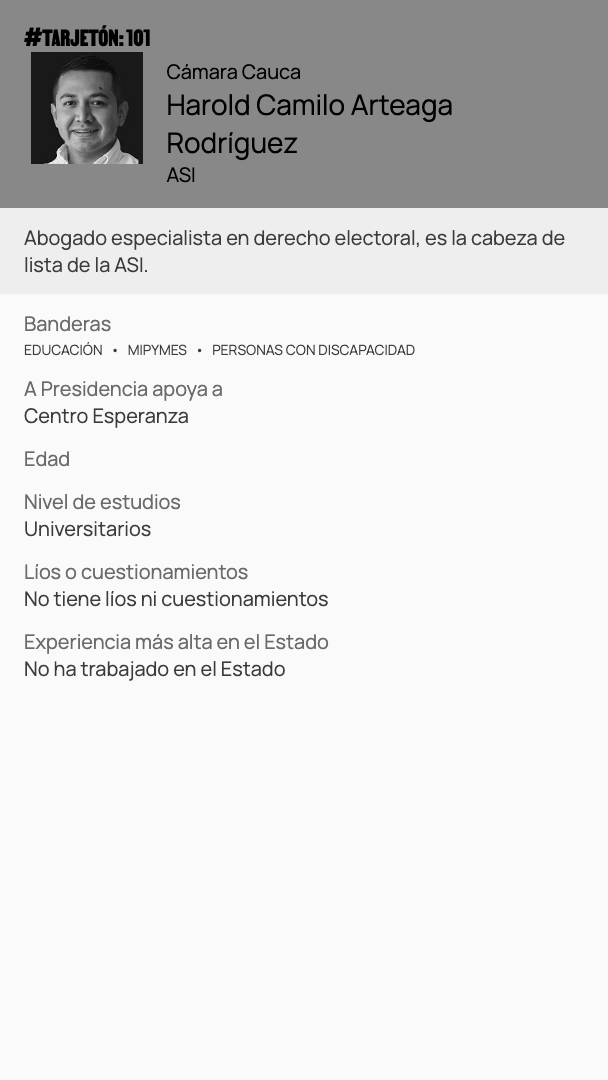 #TARJETÓN: 101
Cámara Cauca
Harold Camilo Arteaga
Rodríguez
ASI
Abogado especialista en derecho electoral, es la cabeza de
lista de la ASI.
Banderas
EDUCACIÓN • MIPYMES • PERSONAS CON DISCAPACIDAD
A Presidencia apoya a
Centro Esperanza
Edad
Nivel de estudios
Universitarios
Líos o cuestionamientos
No tiene líos ni cuestionamientos
Experiencia más alta en el Estado
No ha trabajado en el Estado